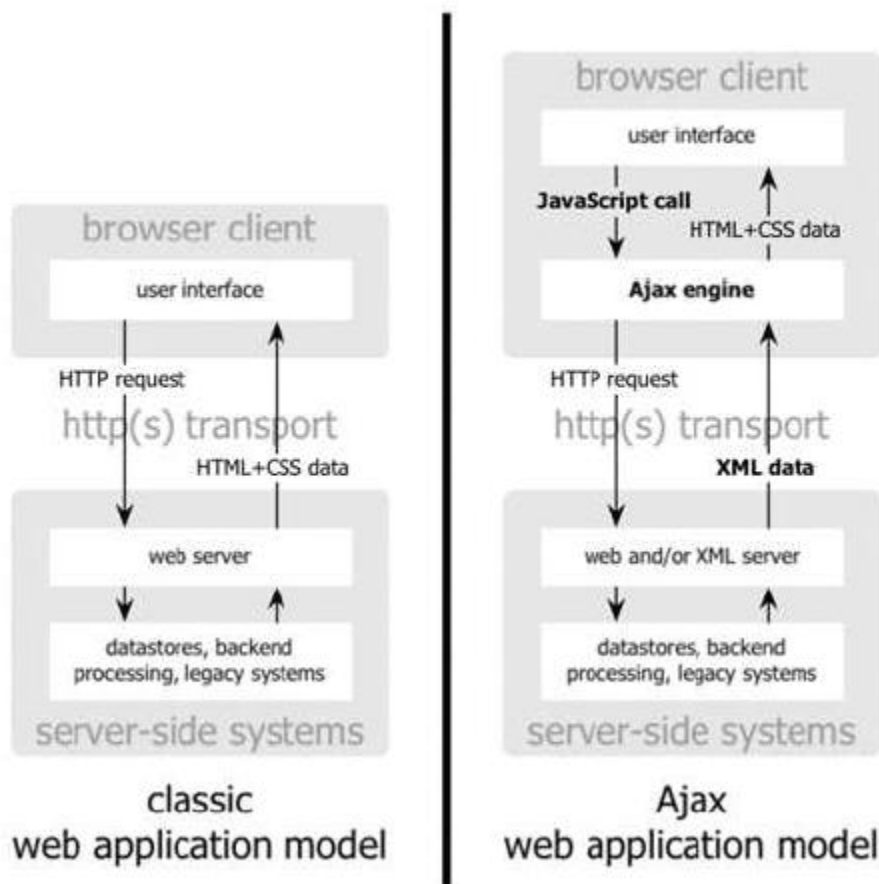 browser client
user interface
HTTP request
http(s) transport
HTML+CSS data
web server
datastores, backend
processing, legacy systems
server-side systems
classic
web application model
browser client
user interface
JavaScript call
HTML+CSS data
Ajax engine
HTTP request
http(s) transport
XML data
web and/or XML server
datastores, backend
processing, legacy systems
server-side systems
Ajax
web application model